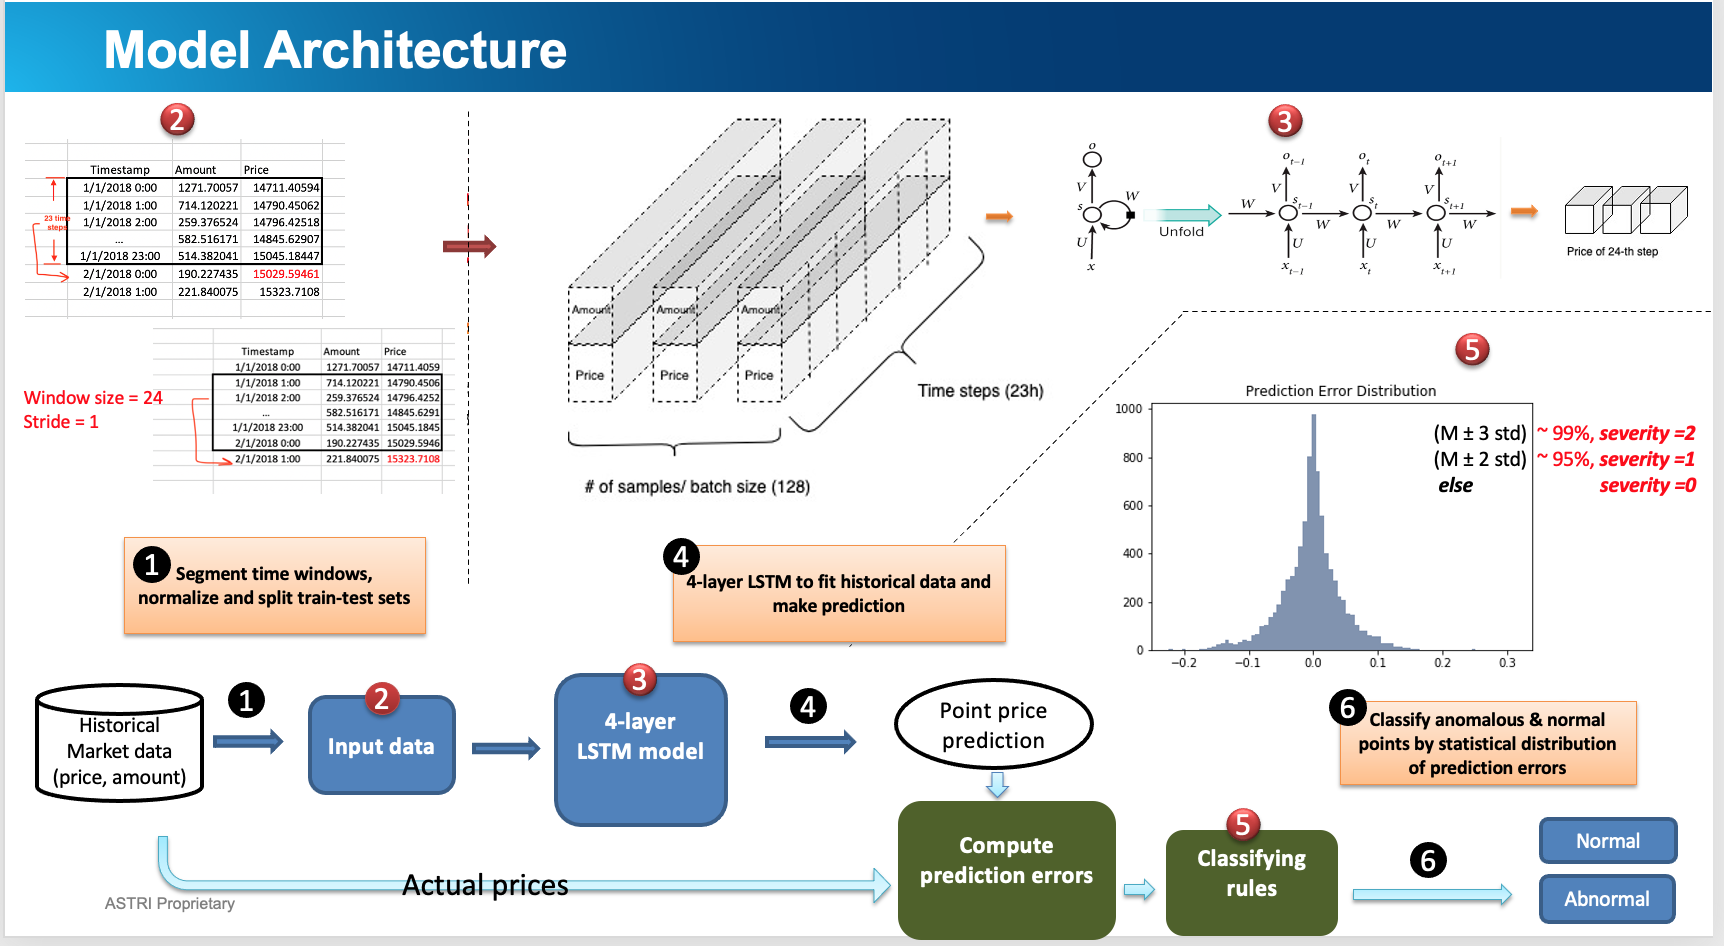 Model Architecture
2
Timestamp Amount Price
1/1/2018 0:00 1271.70057 14711.40594
1/1/2018 1:00 714.120221 14790.45062
1/1/2018 2:00 259.376524 14796.42518
... 582.516171 14845.62907
1/1/2018 23:00 514.382041 15045.18447
2/1/2018 0:00 190.227435 15029.59461
2/1/2018 1:00 221.840075 15323.7108
23 time
steps
Timestamp Amount Price
1/1/2018 0:00 1271.70057 14711.4059
1/1/2018 1:00 714.120221 14790.4506
1/1/2018 2:00 259.376524 14796.4252
... 582.516171 14845.6291
1/1/2018 23:00 514.382041 15045.1845
2/1/2018 0:00 190.227435 15029.5946
2/1/2018 1:00 221.840075 15323.7108
Window size = 24
Stride = 1
Amount Amount Amount
Price Price Price
Time steps (23h)
# of samples/ batch size (128)
3
o
V
s
W
U
x
Unfold
o t-1 o t o t+1
V V V
W s t-1 W s t W s t+1 W
U U U
x t-1 x t x t+1
Price of 24-th step
5
Prediction Error Distribution
1000
800
600
400
200
0
−0.2 −0.1 0.0 0.1 0.2 0.3
(M ± 3 std) ~ 99%, severity =2
(M ± 2 std) ~ 95%, severity =1
else severity =0
1
Segment time windows,
normalize and split train-test sets
4
4-layer LSTM to fit historical data and
make prediction
6
Classify anomalous & normal
points by statistical distribution
of prediction errors
Historical
Market data
(price, amount)
1
2
Input data
3
4-layer
LSTM model
4
Point price
prediction
Actual prices
Compute
prediction errors
5
Classifying
rules
6
Normal
Abnormal
ASTRI Proprietary